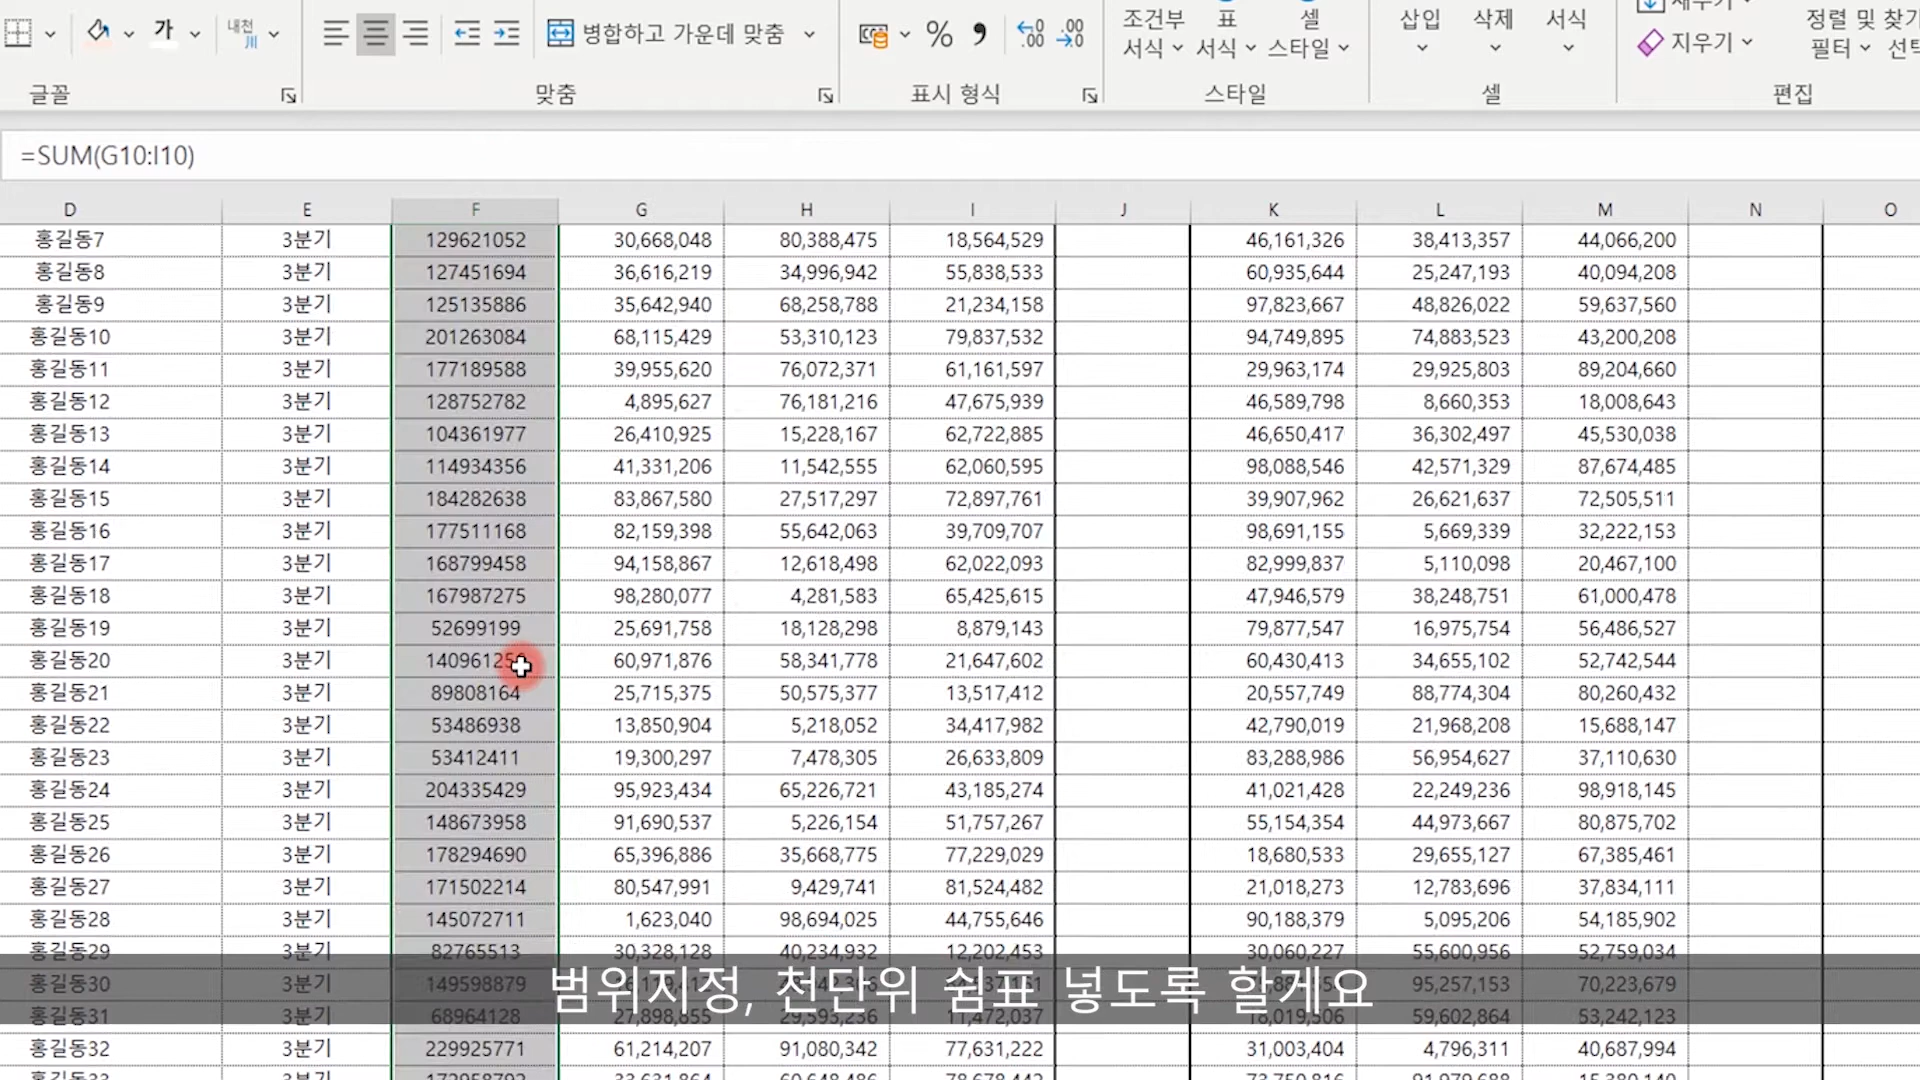 가
내천
川
병합하고 가운데 맞춤
% ,
←.0 .00
.00 →.0
조건부
서식
표
서식
셀
스타일
삽입
삭제
서식
채우기
지우기
정렬 및
필터
찾기
선택
글꼴
맞춤
표시 형식
스타일
셀
편집
=SUM(G10:I10)
D E F G H I J K L M N O
홍길동7 3분기 129621052 30,668,048 80,388,475 18,564,529 46,161,326 38,413,357 44,066,200
홍길동8 3분기 127451694 36,616,219 34,996,942 55,838,533 60,935,644 25,247,193 40,094,208
홍길동9 3분기 125135886 35,642,940 68,258,788 21,234,158 97,823,667 48,826,022 59,637,560
홍길동10 3분기 201263084 68,115,429 53,310,123 79,837,532 94,749,895 74,883,523 43,200,208
홍길동11 3분기 177189588 39,955,620 76,072,371 61,161,597 29,963,174 29,925,803 89,204,660
홍길동12 3분기 128752782 4,895,627 76,181,216 47,675,939 46,589,798 8,660,353 18,008,643
홍길동13 3분기 104361977 26,410,925 15,228,167 62,722,885 46,650,417 36,302,497 45,530,038
홍길동14 3분기 114934356 41,331,206 11,542,555 62,060,595 98,088,546 42,571,329 87,674,485
홍길동15 3분기 184282638 83,867,580 27,517,297 72,897,761 39,907,962 26,621,637 72,505,511
홍길동16 3분기 177511168 82,159,398 55,642,063 39,709,707 98,691,155 5,669,339 32,222,153
홍길동17 3분기 168799458 94,158,867 12,618,498 62,022,093 82,999,837 5,110,098 20,467,100
홍길동18 3분기 167987275 98,280,077 4,281,583 65,425,615 47,946,579 38,248,751 61,000,478
홍길동19 3분기 52699199 25,691,758 18,128,298 8,879,143 79,877,547 16,975,754 56,486,527
홍길동20 3분기 60,971,876 58,341,778 21,647,602 60,430,413 34,655,102 52,742,544
홍길동21 3분기 89808164 25,715,375 50,575,377 13,517,412 20,557,749 88,774,304 80,260,432
홍길동22 3분기 53486938 13,850,904 5,218,052 34,417,982 42,790,019 21,968,208 15,688,147
홍길동23 3분기 53412411 19,300,297 7,478,305 26,633,809 83,288,986 56,954,627 37,110,630
홍길동24 3분기 204335429 95,923,434 65,226,721 43,185,274 41,021,428 22,249,236 98,918,145
홍길동25 3분기 148673958 91,690,537 5,226,154 51,757,267 55,154,354 44,973,667 80,875,702
홍길동26 3분기 178294690 65,396,886 35,668,775 77,229,029 18,680,533 29,655,127 67,385,461
홍길동27 3분기 171502214 80,547,991 9,429,741 81,524,482 21,018,273 12,783,696 37,834,111
홍길동28 3분기 145072711 1,623,040 98,694,025 44,755,646 90,188,379 5,095,206 54,185,902
홍길동29 3분기 82765513 30,328,128 40,234,932 12,202,453 30,060,227 55,600,956 52,759,034
홍길동30 3분기 149598879 95,257,153 70,223,679
범위지정, 천단위 쉼표 넣도록 할게요
홍길동31 3분기 68964128 27,898,855 29,593,236 11,472,037 18,019,506 59,602,864 53,242,123
홍길동32 3분기 229925771 61,214,207 91,080,342 77,631,222 31,003,404 4,796,311 40,687,994